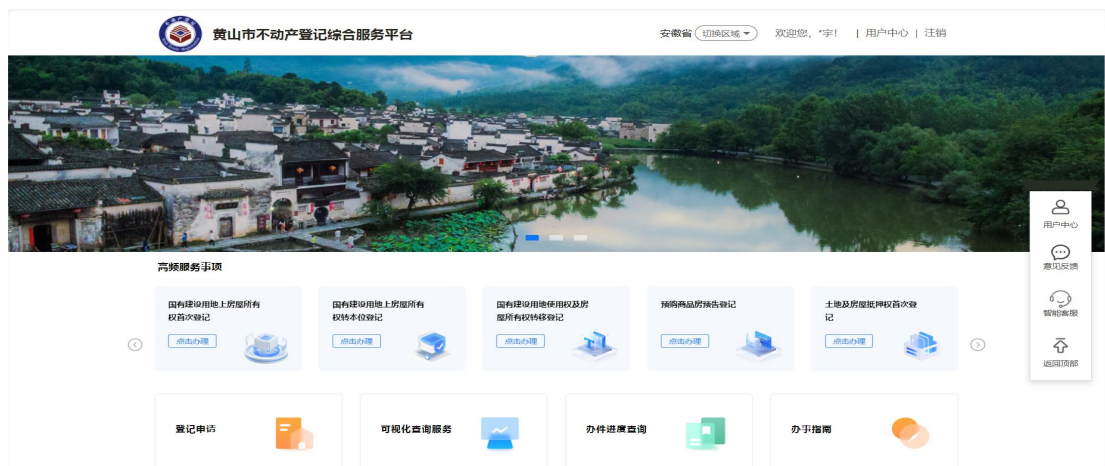 黄山市不动产登记综合服务平台
安徽省 切换区域 欢迎您，*宇！ | 用户中心 | 注销
用户中心
意见反馈
智能客服
返回顶部
高频服务事项
国有建设用地上房屋所有
权首次登记
点击办理
国有建设用地上房屋所有
权转本位登记
点击办理
国有建设用地使用权及房
屋所有权转移登记
点击办理
预购商品房预告登记
点击办理
土地及房屋抵押权首次登
记
点击办理
登记申请
可视化查询服务
办件进度查询
办事指南